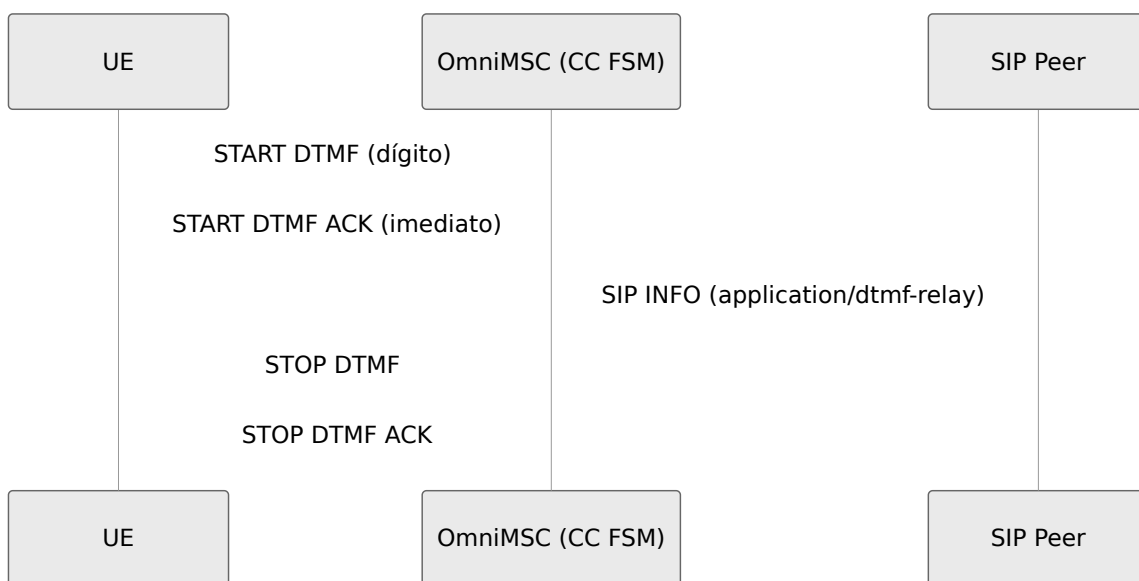 UE
OmniMSC (CC FSM)
SIP Peer
START DTMF (dígito)
START DTMF ACK (imediato)
SIP INFO (application/dtmf-relay)
STOP DTMF
STOP DTMF ACK
UE
OmniMSC (CC FSM)
SIP Peer